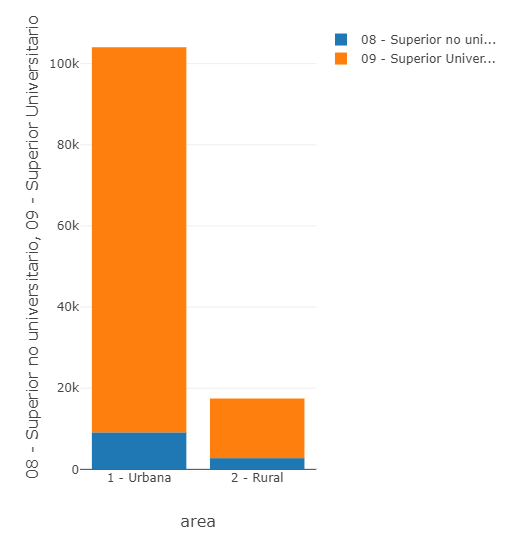 08 - Superior no universitario, 09 - Superior Universitario
100k
80k
60k
40k
20k
0
1 - Urbana
2 - Rural
area
08 - Superior no uni...
09 - Superior Univer...